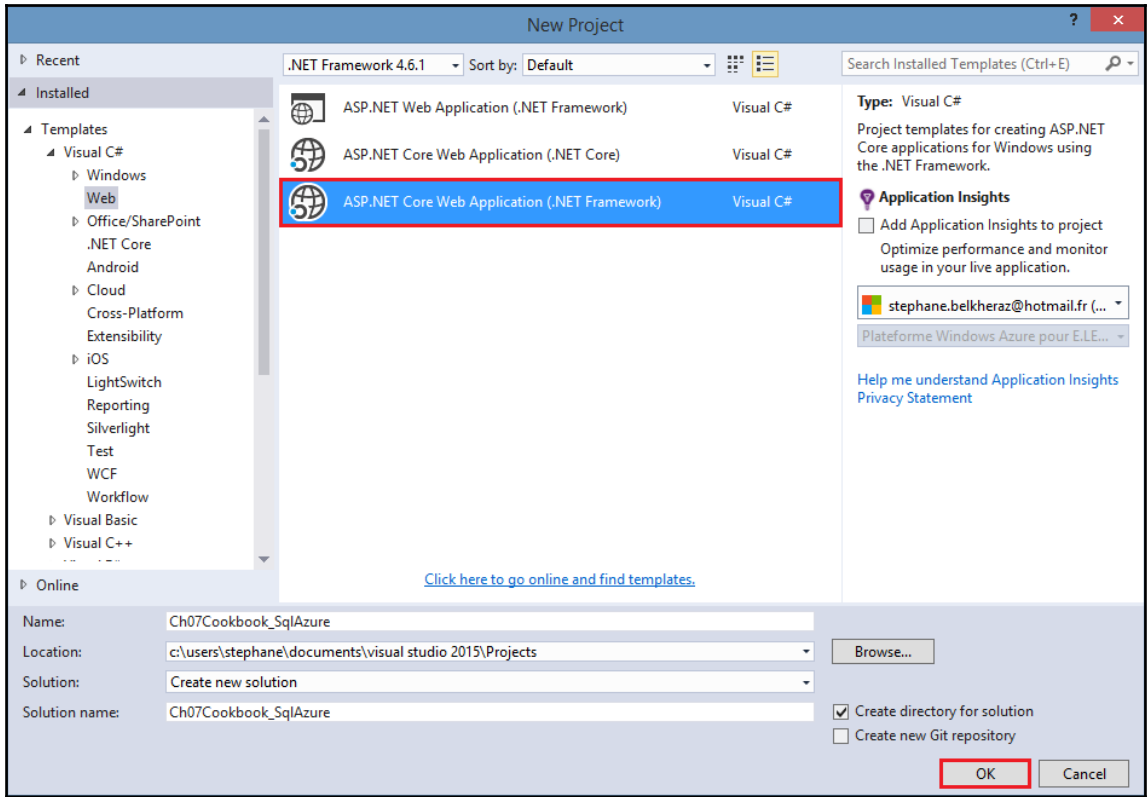 New Project
?
Recent
Installed
Templates
Visual C#
Windows
Web
Office/SharePoint
.NET Core
Android
Cloud
Cross-Platform
Extensibility
iOS
LightSwitch
Reporting
Silverlight
Test
WCF
Workflow
Visual Basic
Visual C++
Online
.NET Framework 4.6.1
Sort by:
Default
ASP.NET Web Application (.NET Framework)
Visual C#
ASP.NET Core Web Application (.NET Core)
Visual C#
ASP.NET Core Web Application (.NET Framework)
Visual C#
Click here to go online and find templates.
Search Installed Templates (Ctrl+E)
Type: Visual C#
Project templates for creating ASP.NET
Core applications for Windows using
the .NET Framework.
Application Insights
Add Application Insights to project
Optimize performance and monitor
usage in your live application.
stephane.belkheraz@hotmail.fr (...
Plateforme Windows Azure pour E.LE...
Help me understand Application Insights
Privacy Statement
Name:
Ch07Cookbook_SqlAzure
Location:
c:\users\stephane\documents\visual studio 2015\Projects
Browse...
Solution:
Create new solution
Solution name:
Ch07Cookbook_SqlAzure
Create directory for solution
Create new Git repository
OK
Cancel